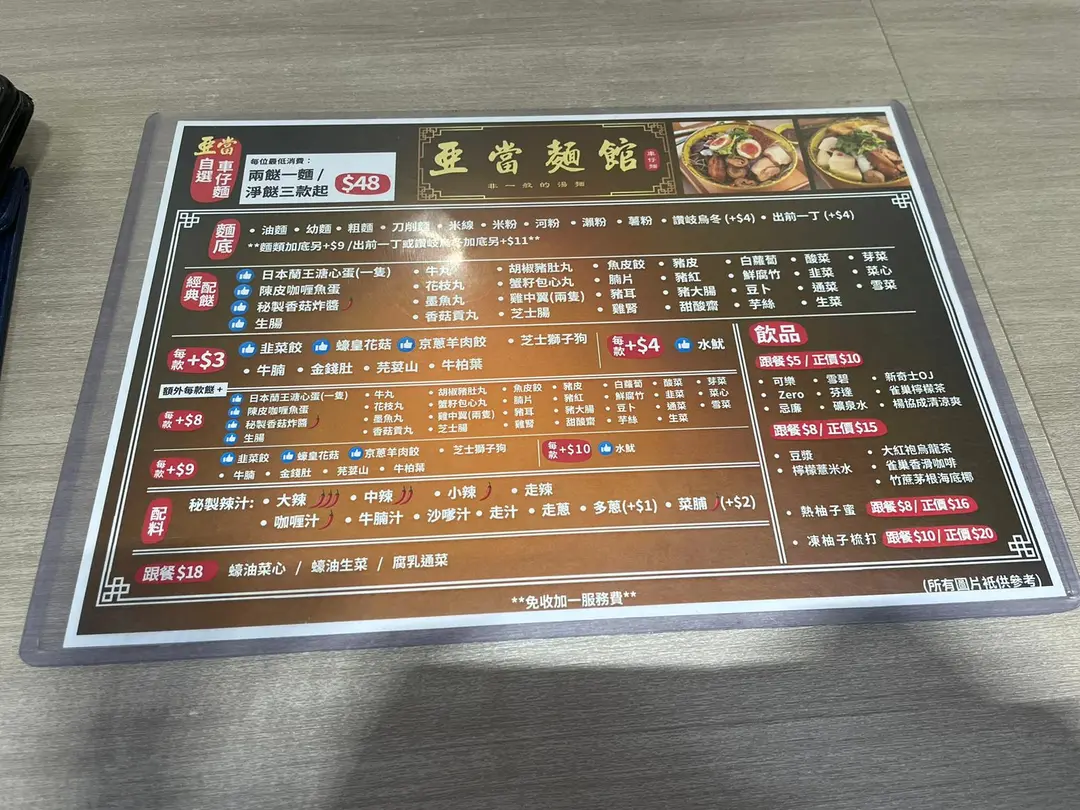 亞當
自選 車仔麵
每位最低消費：
兩餸一麵 /
淨餸三款起 $48
亞當麵館 車仔麵
非一般的湯麵
麵底 • 油麵 • 幼麵 • 粗麵 • 刀削麵 • 米線 • 米粉 • 河粉 • 瀨粉 • 薯粉 • 讚岐烏冬 (+$4) • 出前一丁 (+$4)
**麵類加底另+$9 /出前一丁或讚岐烏冬加底另+$11**
經典配餸
日本蘭王溏心蛋(一隻) • 牛丸 • 胡椒豬肚丸 • 魚皮餃 • 豬皮 • 白蘿蔔 • 酸菜 • 芽菜
陳皮咖喱魚蛋 • 花枝丸 • 蟹籽包心丸 • 腩片 • 豬紅 • 鮮腐竹 • 韭菜 • 菜心
秘製香菇炸醬 • 墨魚丸 • 雞中翼(兩隻) • 豬耳 • 豬大腸 • 豆卜 • 通菜 • 雪菜
生腸 • 香菇貢丸 • 芝士腸 • 雞腎 • 甜酸齋 • 芋絲 • 生菜
每款+$3 韭菜餃 蠔皇花菇 京蔥羊肉餃 • 芝士獅子狗
• 牛腩 • 金錢肚 • 芫荽山 • 牛柏葉
每款+$4 水魷
額外每款餸 +
每款+$8
日本蘭王溏心蛋(一隻) • 牛丸 • 胡椒豬肚丸 • 魚皮餃 • 豬皮 • 白蘿蔔 • 酸菜 • 芽菜
陳皮咖喱魚蛋 • 花枝丸 • 蟹籽包心丸 • 腩片 • 豬紅 • 鮮腐竹 • 韭菜 • 菜心
秘製香菇炸醬 • 墨魚丸 • 雞中翼(兩隻) • 豬耳 • 豬大腸 • 豆卜 • 通菜 • 雪菜
生腸 • 香菇貢丸 • 芝士腸 • 雞腎 • 甜酸齋 • 芋絲 • 生菜
每款+$9 韭菜餃 蠔皇花菇 京蔥羊肉餃 • 芝士獅子狗
• 牛腩 • 金錢肚 • 芫荽山 • 牛柏葉
每款+$10 水魷
配料 秘製辣汁: • 大辣 • 中辣 • 小辣 • 走辣
• 咖喱汁 • 牛腩汁 • 沙嗲汁 • 走汁 • 走蔥 • 多蔥(+$1) • 菜脯 (+$2)
跟餐 $18 蠔油菜心 / 蠔油生菜 / 腐乳通菜
飲品
跟餐 $5 / 正價 $10
• 可樂 • 雪碧 • 新奇士OJ
• Zero • 芬達 • 雀巢檸檬茶
• 忌廉 • 礦泉水 • 楊協成清涼爽
跟餐 $8 / 正價 $15
• 豆漿 • 大紅袍烏龍茶
• 檸檬薏米水 • 雀巢香滑咖啡
• 竹蔗茅根海底椰
• 熱柚子蜜 跟餐 $8 / 正價 $16
• 凍柚子梳打 跟餐 $10 / 正價 $20
(所有圖片祇供參考)
**免收加一服務費**